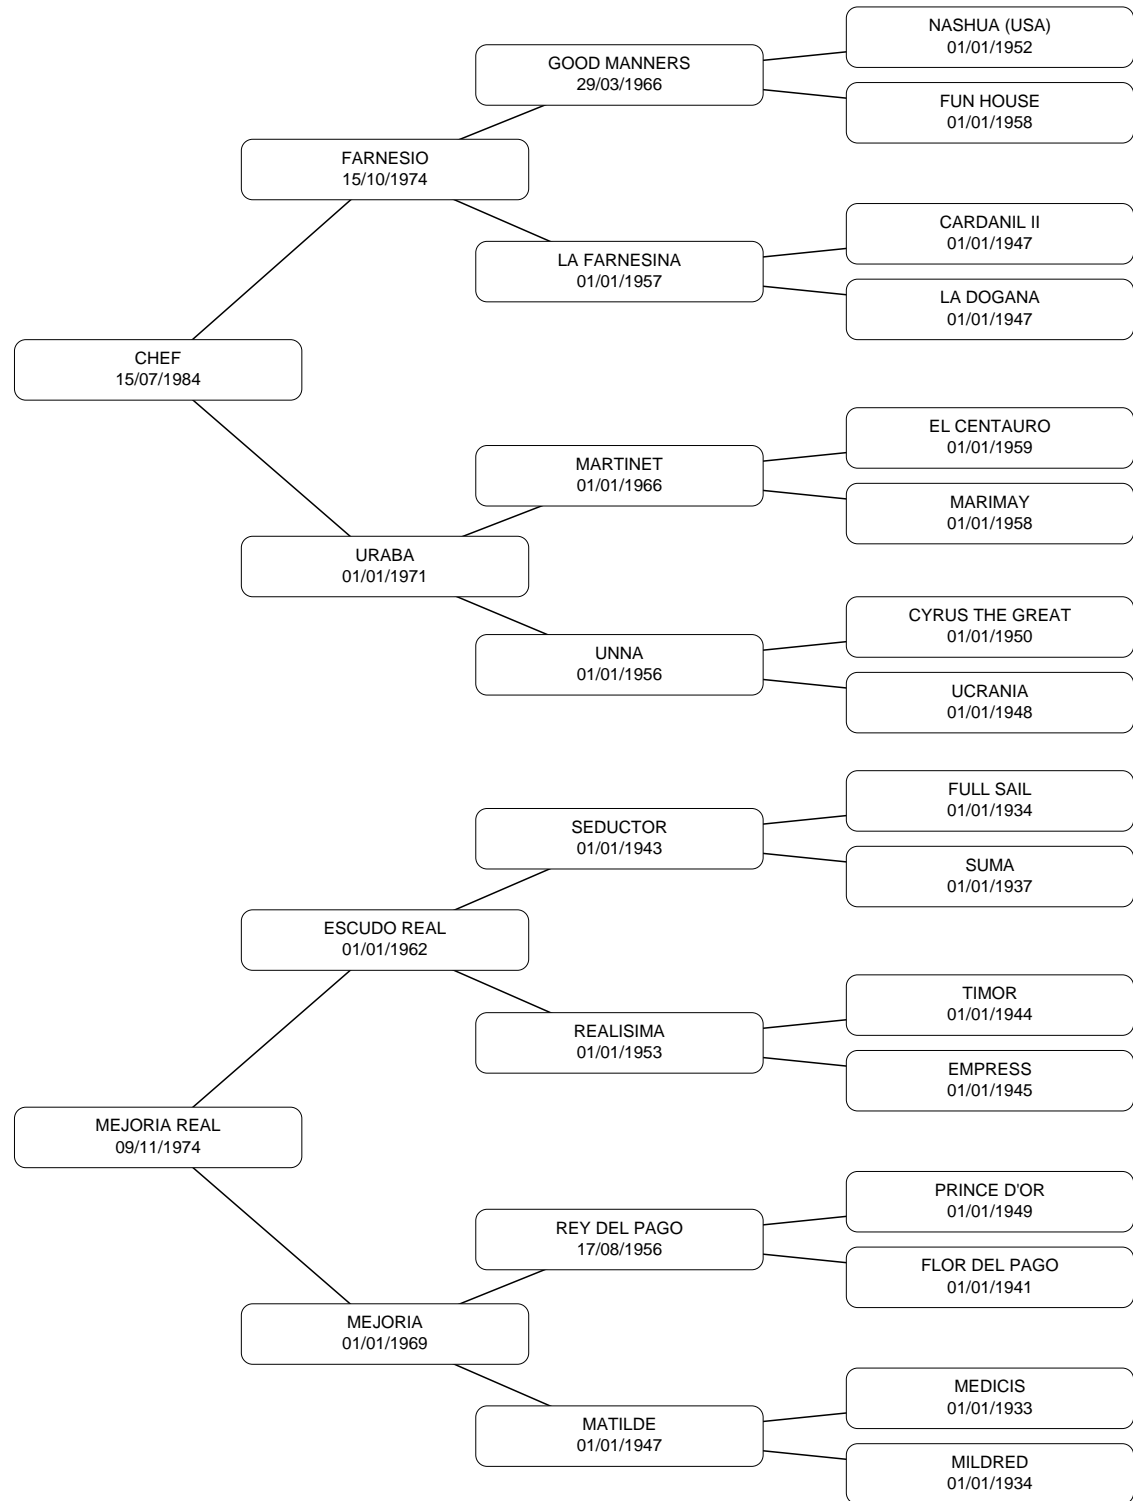 NASHUA (USA)
01/01/1952
GOOD MANNERS
29/03/1966
FUN HOUSE
01/01/1958
FARNESIO
15/10/1974
CARDANIL II
01/01/1947
LA FARNESINA
01/01/1957
LA DOGANA
01/01/1947
CHEF
15/07/1984
EL CENTAURO
01/01/1959
MARTINET
01/01/1966
MARIMAY
01/01/1958
URABA
01/01/1971
CYRUS THE GREAT
01/01/1950
UNNA
01/01/1956
UCRANIA
01/01/1948
FULL SAIL
01/01/1934
SEDUCTOR
01/01/1943
SUMA
01/01/1937
ESCUDO REAL
01/01/1962
TIMOR
01/01/1944
REALISIMA
01/01/1953
EMPRESS
01/01/1945
MEJORIA REAL
09/11/1974
PRINCE D'OR
01/01/1949
REY DEL PAGO
17/08/1956
FLOR DEL PAGO
01/01/1941
MEJORIA
01/01/1969
MEDICIS
01/01/1933
MATILDE
01/01/1947
MILDRED
01/01/1934